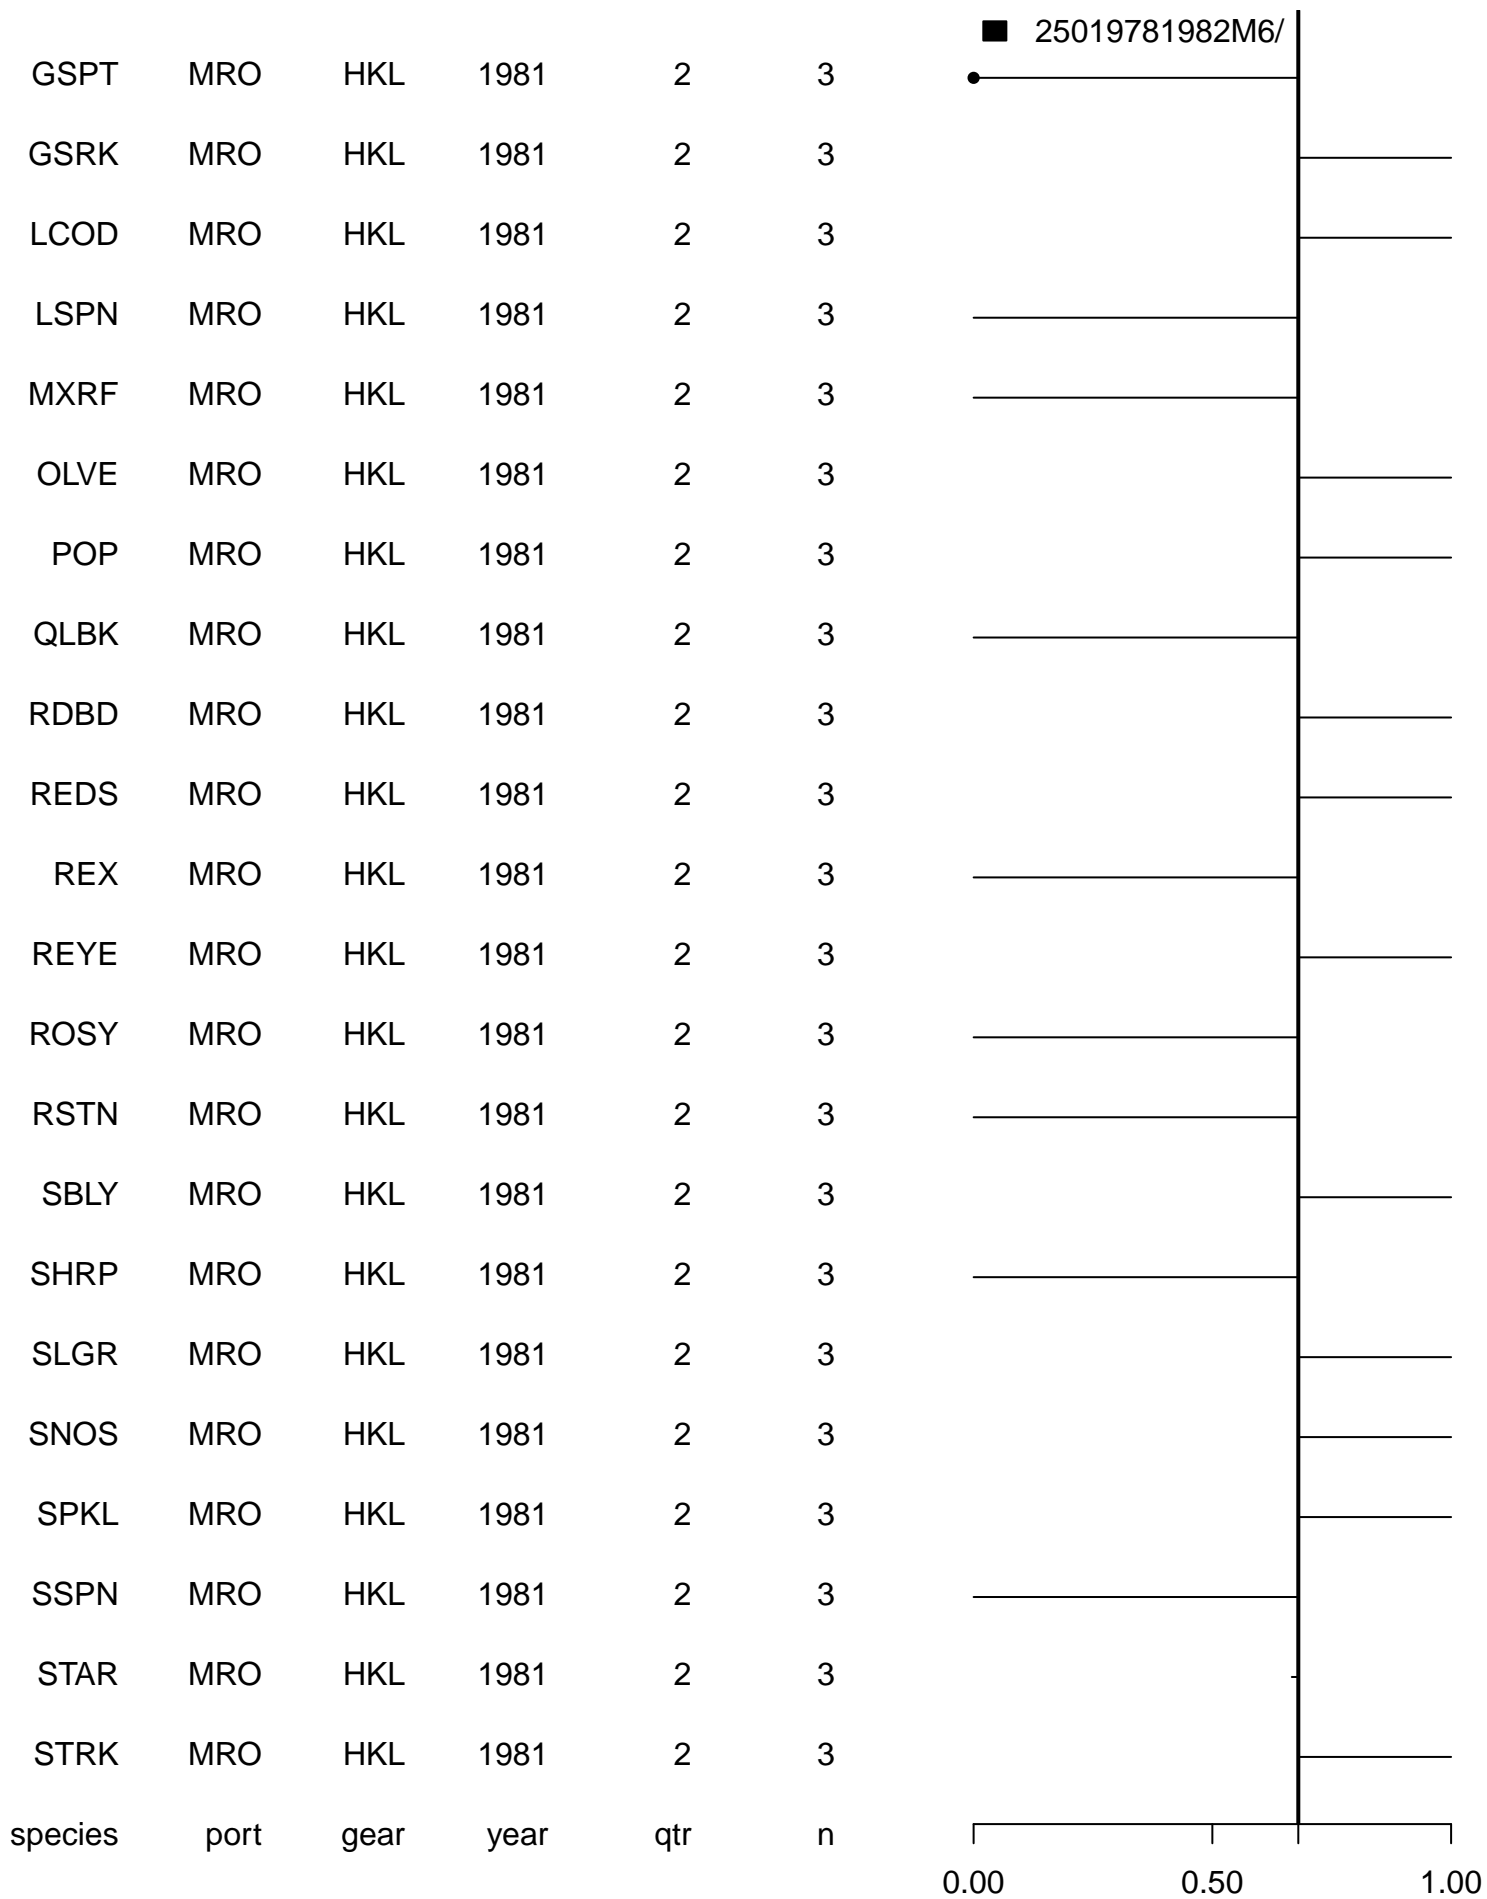 25019781982M6/
GSPT MRO HKL 1981 2 3
GSRK MRO HKL 1981 2 3
LCOD MRO HKL 1981 2 3
LSPN MRO HKL 1981 2 3
MXRF MRO HKL 1981 2 3
OLVE MRO HKL 1981 2 3
POP MRO HKL 1981 2 3
QLBK MRO HKL 1981 2 3
RDBD MRO HKL 1981 2 3
REDS MRO HKL 1981 2 3
REX MRO HKL 1981 2 3
REYE MRO HKL 1981 2 3
ROSY MRO HKL 1981 2 3
RSTN MRO HKL 1981 2 3
SBLY MRO HKL 1981 2 3
SHRP MRO HKL 1981 2 3
SLGR MRO HKL 1981 2 3
SNOS MRO HKL 1981 2 3
SPKL MRO HKL 1981 2 3
SSPN MRO HKL 1981 2 3
STAR MRO HKL 1981 2 3
STRK MRO HKL 1981 2 3
species port gear year qtr n
0.00 0.50 1.00